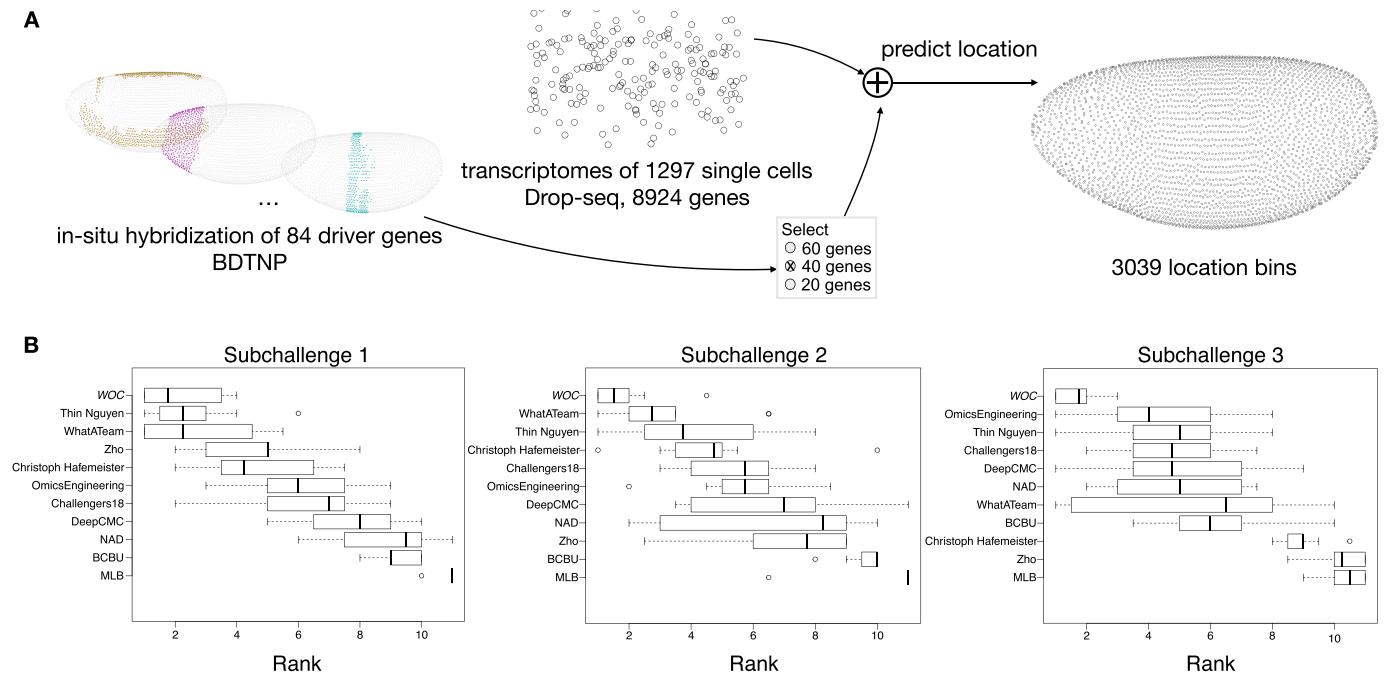 A
...
in-situ hybridization of 84 driver genes
BDTNP
transcriptomes of 1297 single cells
Drop-seq, 8924 genes
Select
60 genes
40 genes
20 genes
predict location
3039 location bins
B
Subchallenge 1
WOC
Thin Nguyen
WhatATeam
Zho
Christoph Hafemeister
OmicsEngineering
Challengers18
DeepCMC
NAD
BCBU
MLB
2 4 6 8 10
Rank
Subchallenge 2
WOC
WhatATeam
Thin Nguyen
Christoph Hafemeister
Challengers18
OmicsEngineering
DeepCMC
NAD
Zho
BCBU
MLB
2 4 6 8 10
Rank
Subchallenge 3
WOC
OmicsEngineering
Thin Nguyen
Challengers18
DeepCMC
NAD
WhatATeam
BCBU
Christoph Hafemeister
Zho
MLB
2 4 6 8 10
Rank